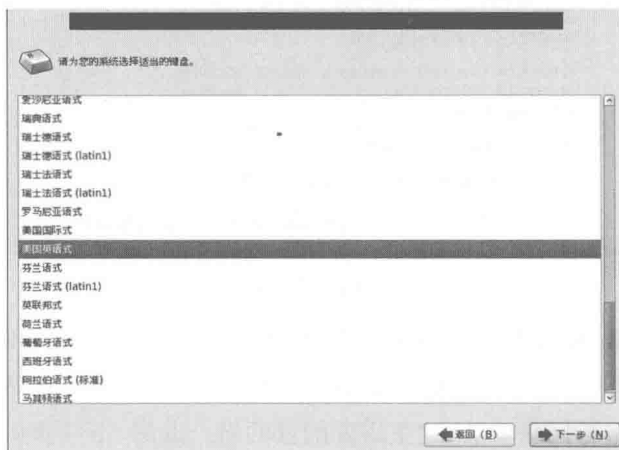 请为您的系统选择适当的键盘。
爱沙尼亚语式
瑞典语式
瑞士德语式
瑞士德语式 (latin1)
瑞士法语式
瑞士法语式 (latin1)
罗马尼亚语式
美国国际式
美国英语式
芬兰语式
芬兰语式 (latin1)
英联邦式
荷兰语式
葡萄牙语式
西班牙语式
阿拉伯语式 (标准)
马其顿语式
返回 (B)
下一步 (N)